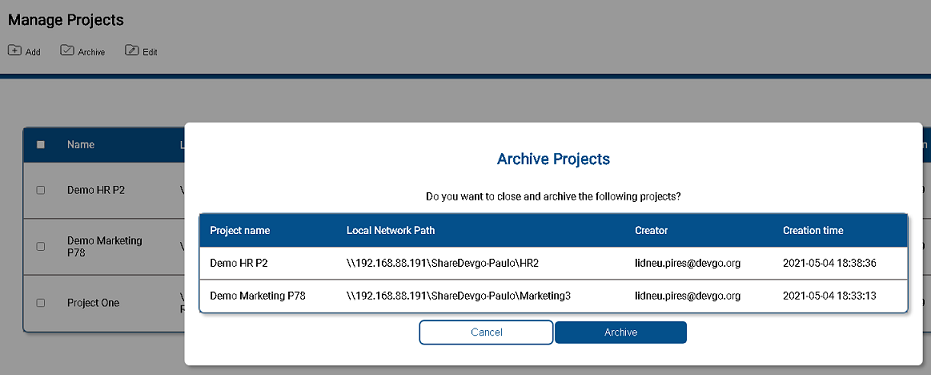 Manage Projects
Add Archive Edit
Name
Demo HR P2
Demo Marketing
P78
Project One
Archive Projects
Do you want to close and archive the following projects?
Project name Local Network Path Creator Creation time
Demo HR P2 \\192.168.88.191\ShareDevgo-Paulo\HR2 lidneu.pires@devgo.org 2021-05-04 18:38:36
Demo Marketing P78 \\192.168.88.191\ShareDevgo-Paulo\Marketing3 lidneu.pires@devgo.org 2021-05-04 18:33:13
Cancel Archive